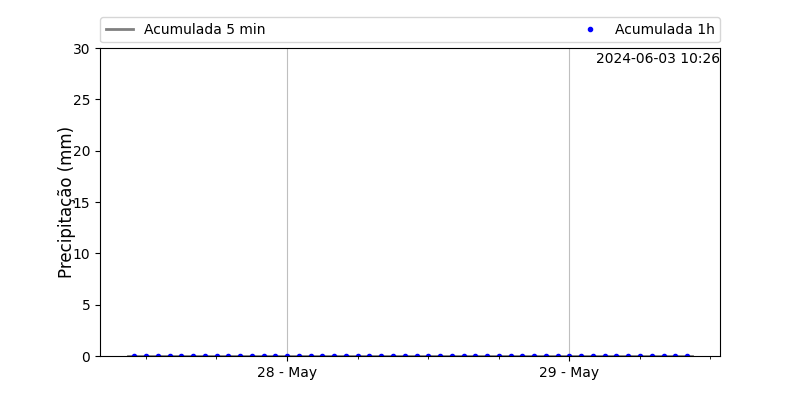 Acumulada 5 min
Acumulada 1h
2024-06-03 10:26
Precipitação (mm)
30
25
20
15
10
5
0
28 - May
29 - May